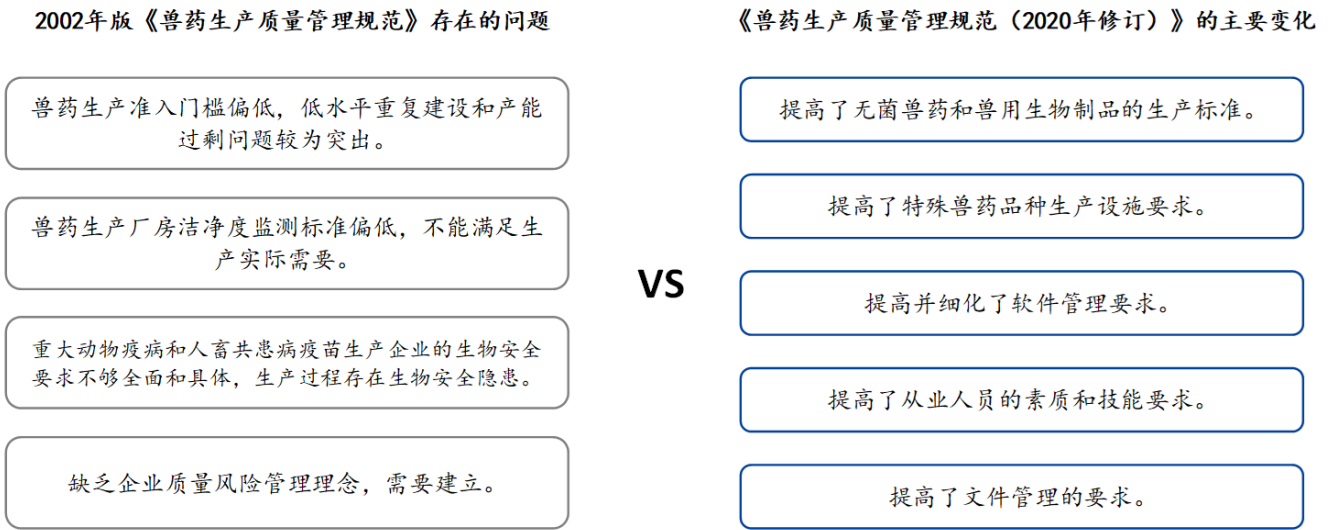 2002年版《兽药生产质量管理规范》存在的问题
兽药生产准入门槛偏低，低水平重复建设和产能
过剩问题较为突出。
兽药生产厂房洁净度监测标准偏低，不能满足生
产实际需要。
重大动物疫病和人畜共患病疫苗生产企业的生物安全
要求不够全面和具体，生产过程存在生物安全隐患。
缺乏企业质量风险管理理念，需要建立。
VS
《兽药生产质量管理规范（2020年修订）》的主要变化
提高了无菌兽药和兽用生物制品的生产标准。
提高了特殊兽药品种生产设施要求。
提高并细化了软件管理要求。
提高了从业人员的素质和技能要求。
提高了文件管理的要求。